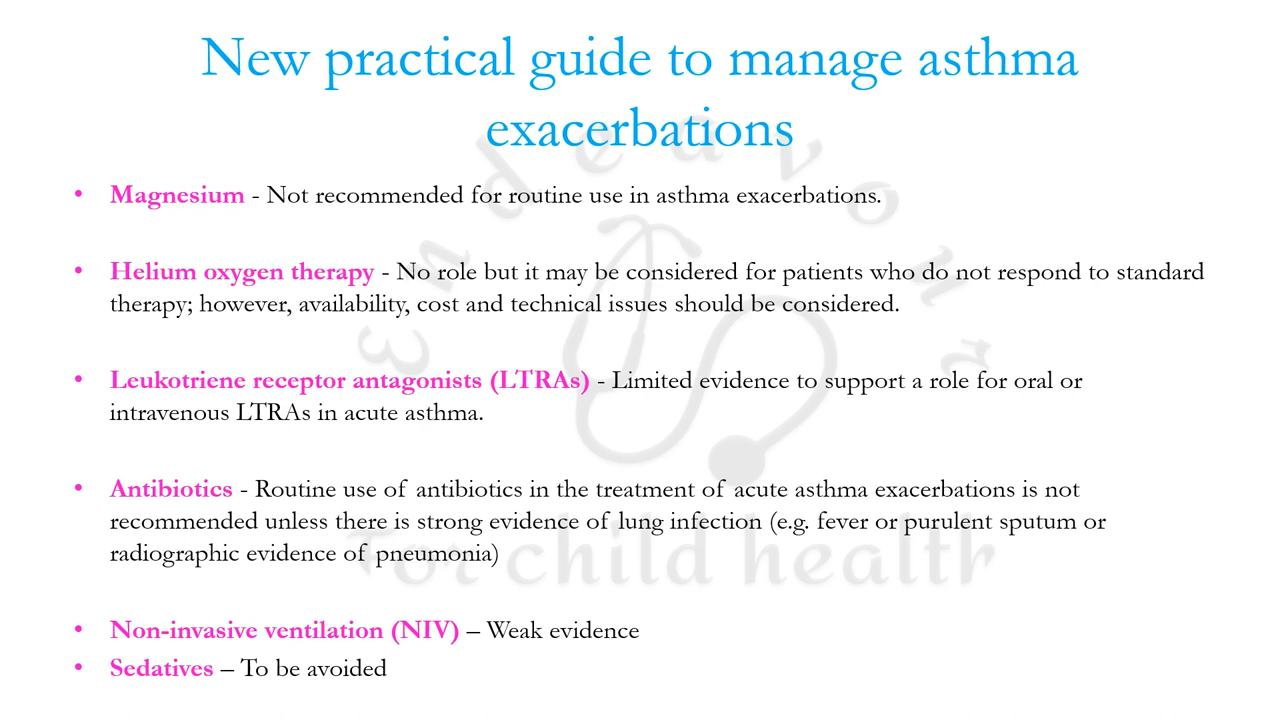 New practical guide to manage asthma
exacerbations
• Magnesium - Not recommended for routine use in asthma exacerbations.
• Helium oxygen therapy - No role but it may be considered for patients who do not respond to standard
therapy; however, availability, cost and technical issues should be considered.
• Leukotriene receptor antagonists (LTRAs) - Limited evidence to support a role for oral or
intravenous LTRAs in acute asthma.
• Antibiotics - Routine use of antibiotics in the treatment of acute asthma exacerbations is not
recommended unless there is strong evidence of lung infection (e.g. fever or purulent sputum or
radiographic evidence of pneumonia)
• Non-invasive ventilation (NIV) – Weak evidence
• Sedatives – To be avoided
Endeavour
For child health